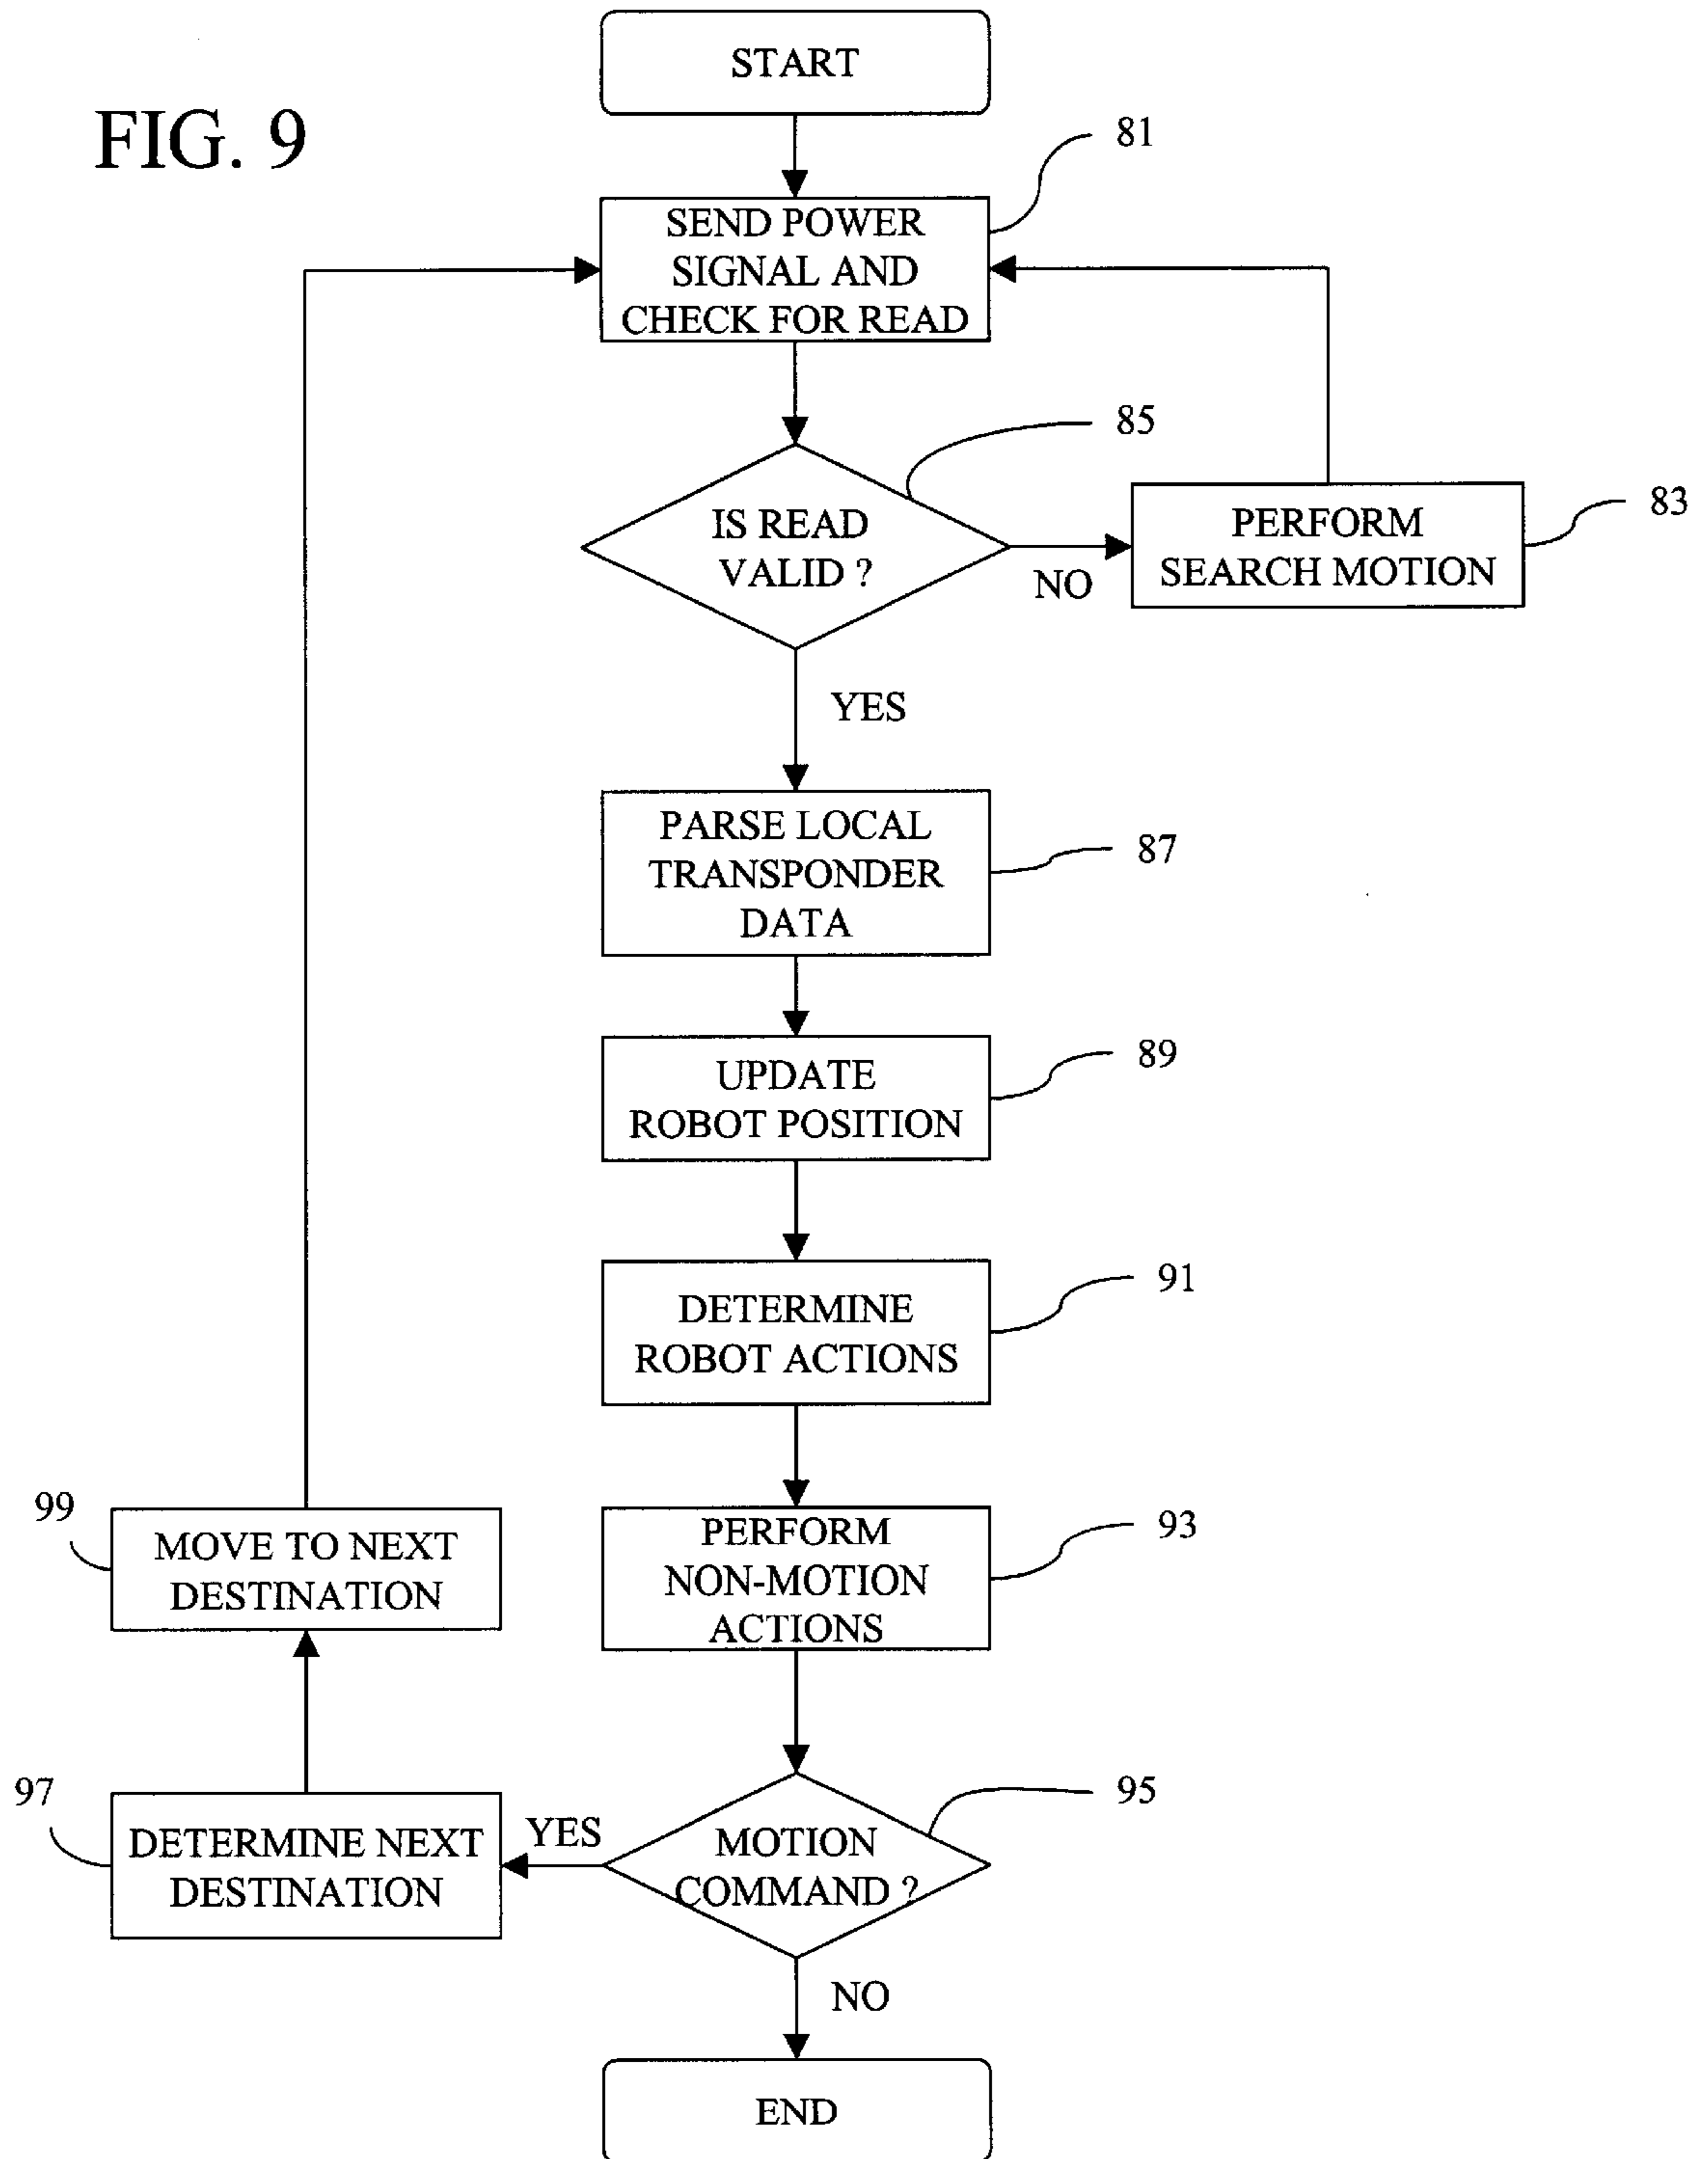 START
FIG. 9
81
SEND POWER
SIGNAL AND
CHECK FOR READ
85
IS READ
VALID ?
NO
83
PERFORM
SEARCH MOTION
YES
PARSE LOCAL
TRANSPONDER
DATA
87
UPDATE
ROBOT POSITION
89
DETERMINE
ROBOT ACTIONS
91
PERFORM
NON-MOTION
ACTIONS
93
99
MOVE TO NEXT
DESTINATION
95
MOTION
COMMAND ?
YES
97
DETERMINE NEXT
DESTINATION
NO
END